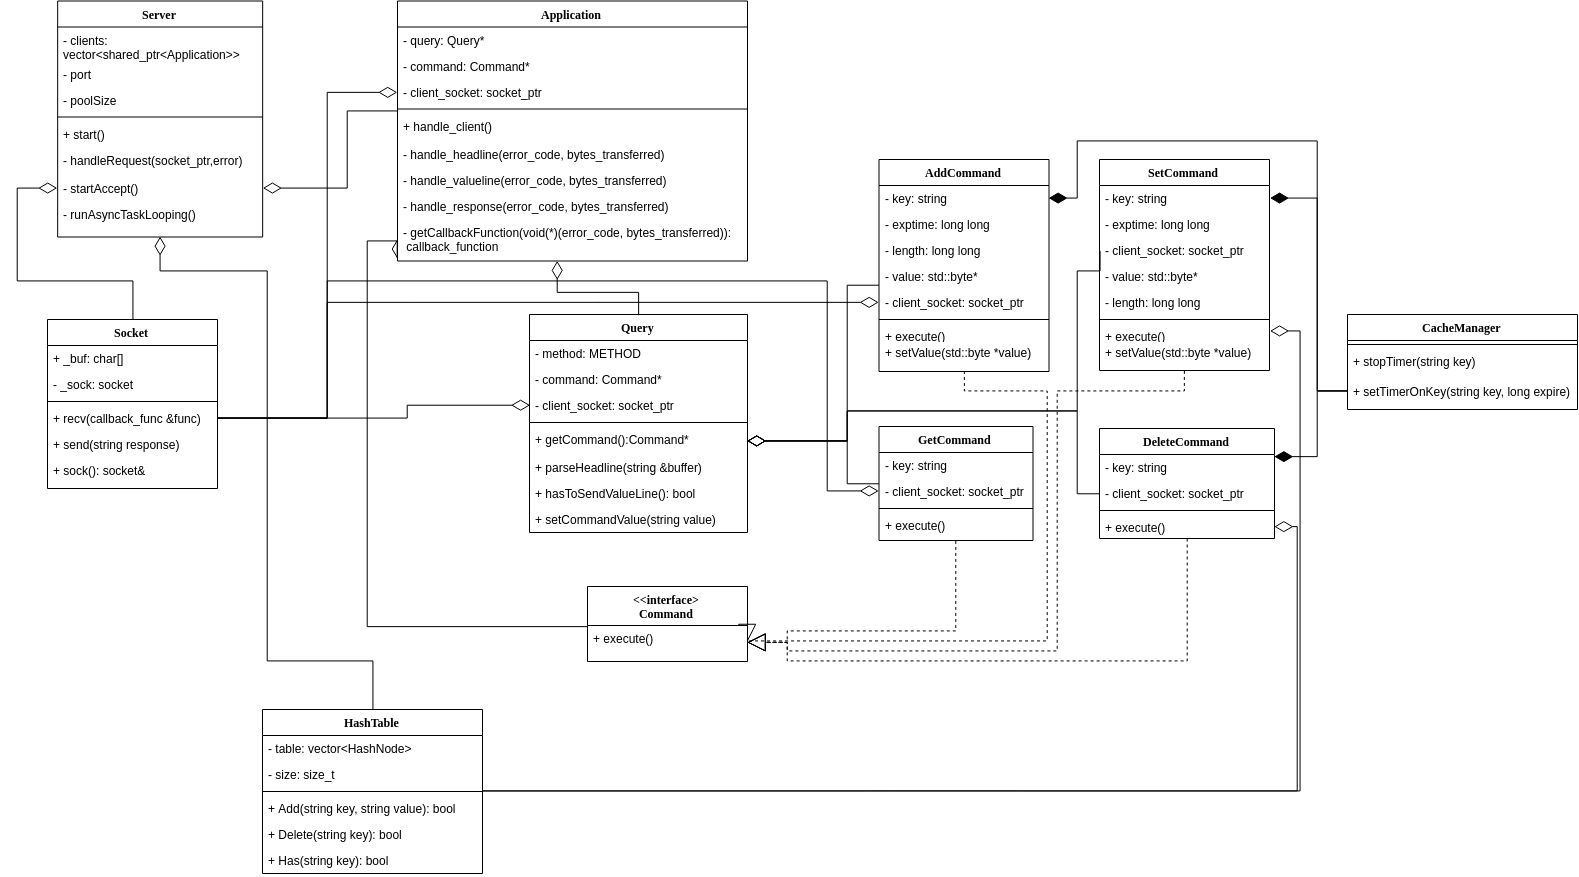 Server
- clients:
vector<shared_ptr<Application>>
- port
- poolSize
+ start()
- handleRequest(socket_ptr,error)
- startAccept()
- runAsyncTaskLooping()
Application
- query: Query*
- command: Command*
- client_socket: socket_ptr
+ handle_client()
- handle_headline(error_code, bytes_transferred)
- handle_valueline(error_code, bytes_transferred)
- handle_response(error_code, bytes_transferred)
- getCallbackFunction(void(*)(error_code, bytes_transferred)):
callback_function
AddCommand
- key: string
- exptime: long long
- length: long long
- value: std::byte*
- client_socket: socket_ptr
+ execute()
+ setValue(std::byte *value)
SetCommand
- key: string
- exptime: long long
- client_socket: socket_ptr
- value: std::byte*
- length: long long
+ execute()
+ setValue(std::byte *value)
Socket
+ _buf: char[]
- _sock: socket
+ recv(callback_func &func)
+ send(string response)
+ sock(): socket&
Query
- method: METHOD
- command: Command*
- client_socket: socket_ptr
+ getCommand():Command*
+ parseHeadline(string &buffer)
+ hasToSendValueLine(): bool
+ setCommandValue(string value)
CacheManager
+ stopTimer(string key)
+ setTimerOnKey(string key, long expire)
GetCommand
- key: string
- client_socket: socket_ptr
+ execute()
DeleteCommand
- key: string
- client_socket: socket_ptr
+ execute()
<<interface>
Command
+ execute()
HashTable
- table: vector<HashNode>
- size: size_t
+ Add(string key, string value): bool
+ Delete(string key): bool
+ Has(string key): bool